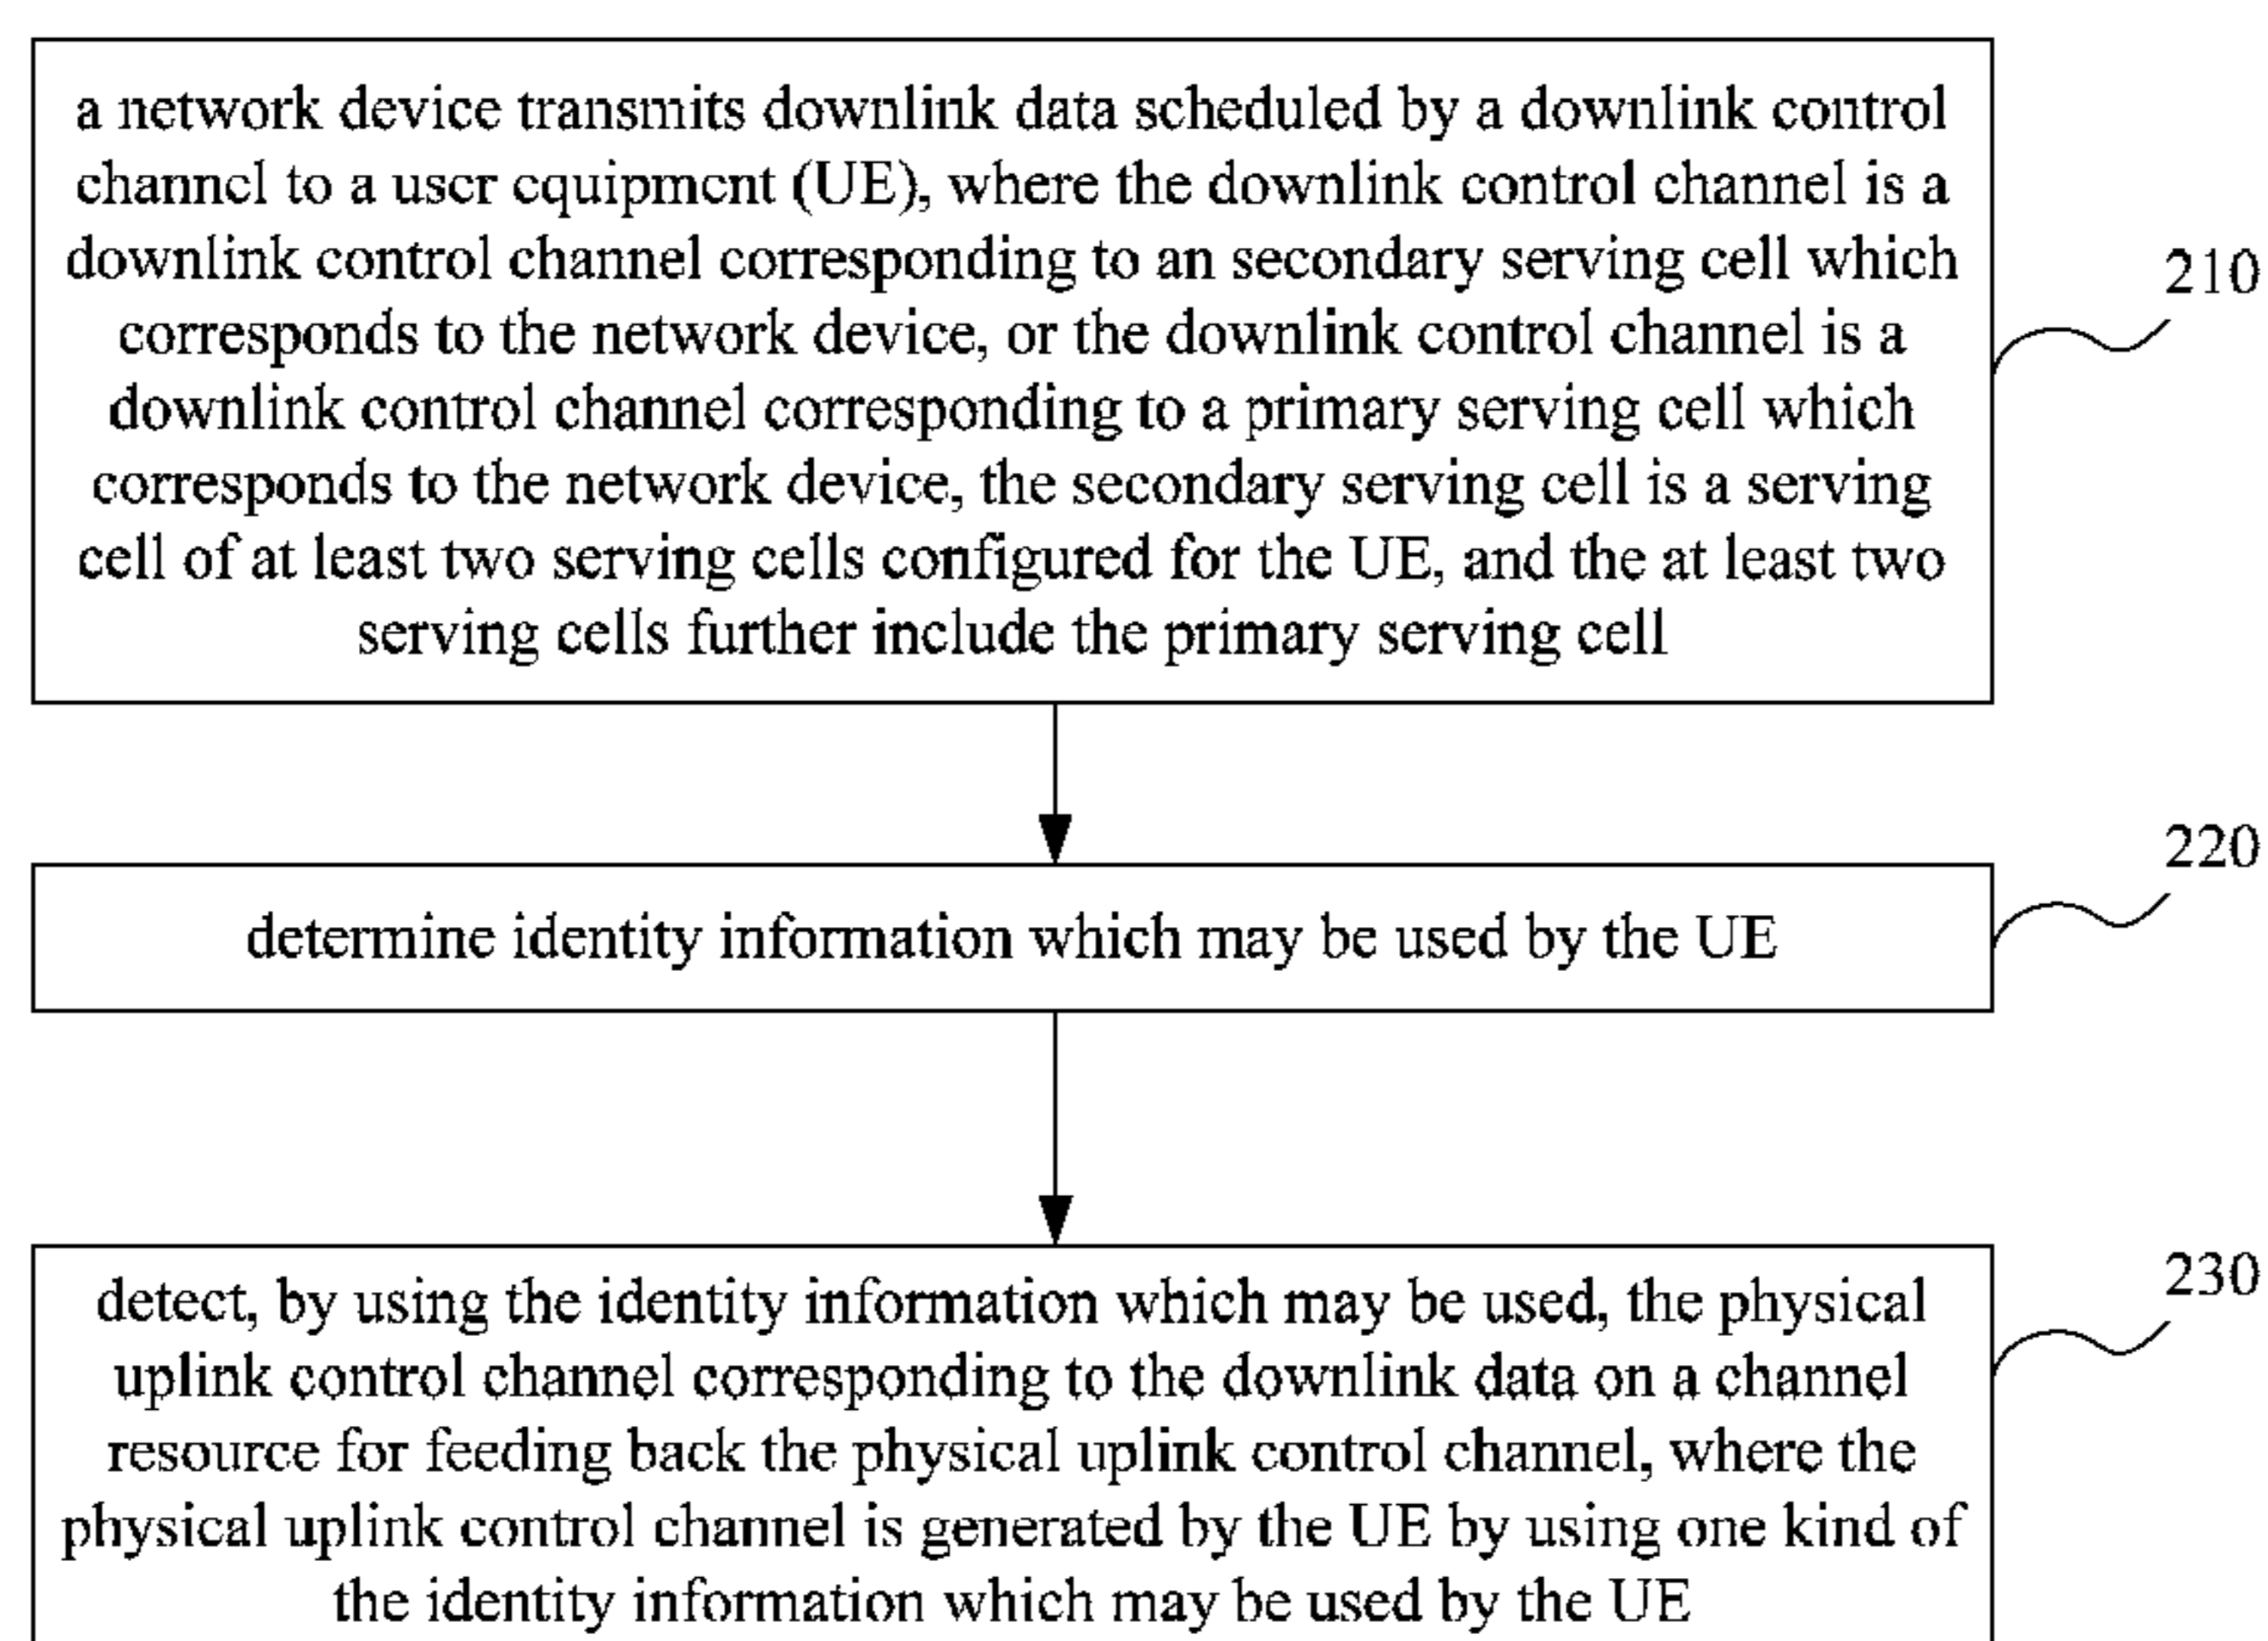 a network device transmits downlink data scheduled by a downlink control
channel to a user equipment (UE), where the downlink control channel is a
downlink control channel corresponding to an secondary serving cell which
corresponds to the network device, or the downlink control channel is a
downlink control channel corresponding to a primary serving cell which
corresponds to the network device, the secondary serving cell is a serving
cell of at least two serving cells configured for the UE, and the at least two
serving cells further include the primary serving cell
210
220
determine identity information which may be used by the UE
230
detect, by using the identity information which may be used, the physical
uplink control channel corresponding to the downlink data on a channel
resource for feeding back the physical uplink control channel, where the
physical uplink control channel is generated by the UE by using one kind of
the identity information which may be used by the UE